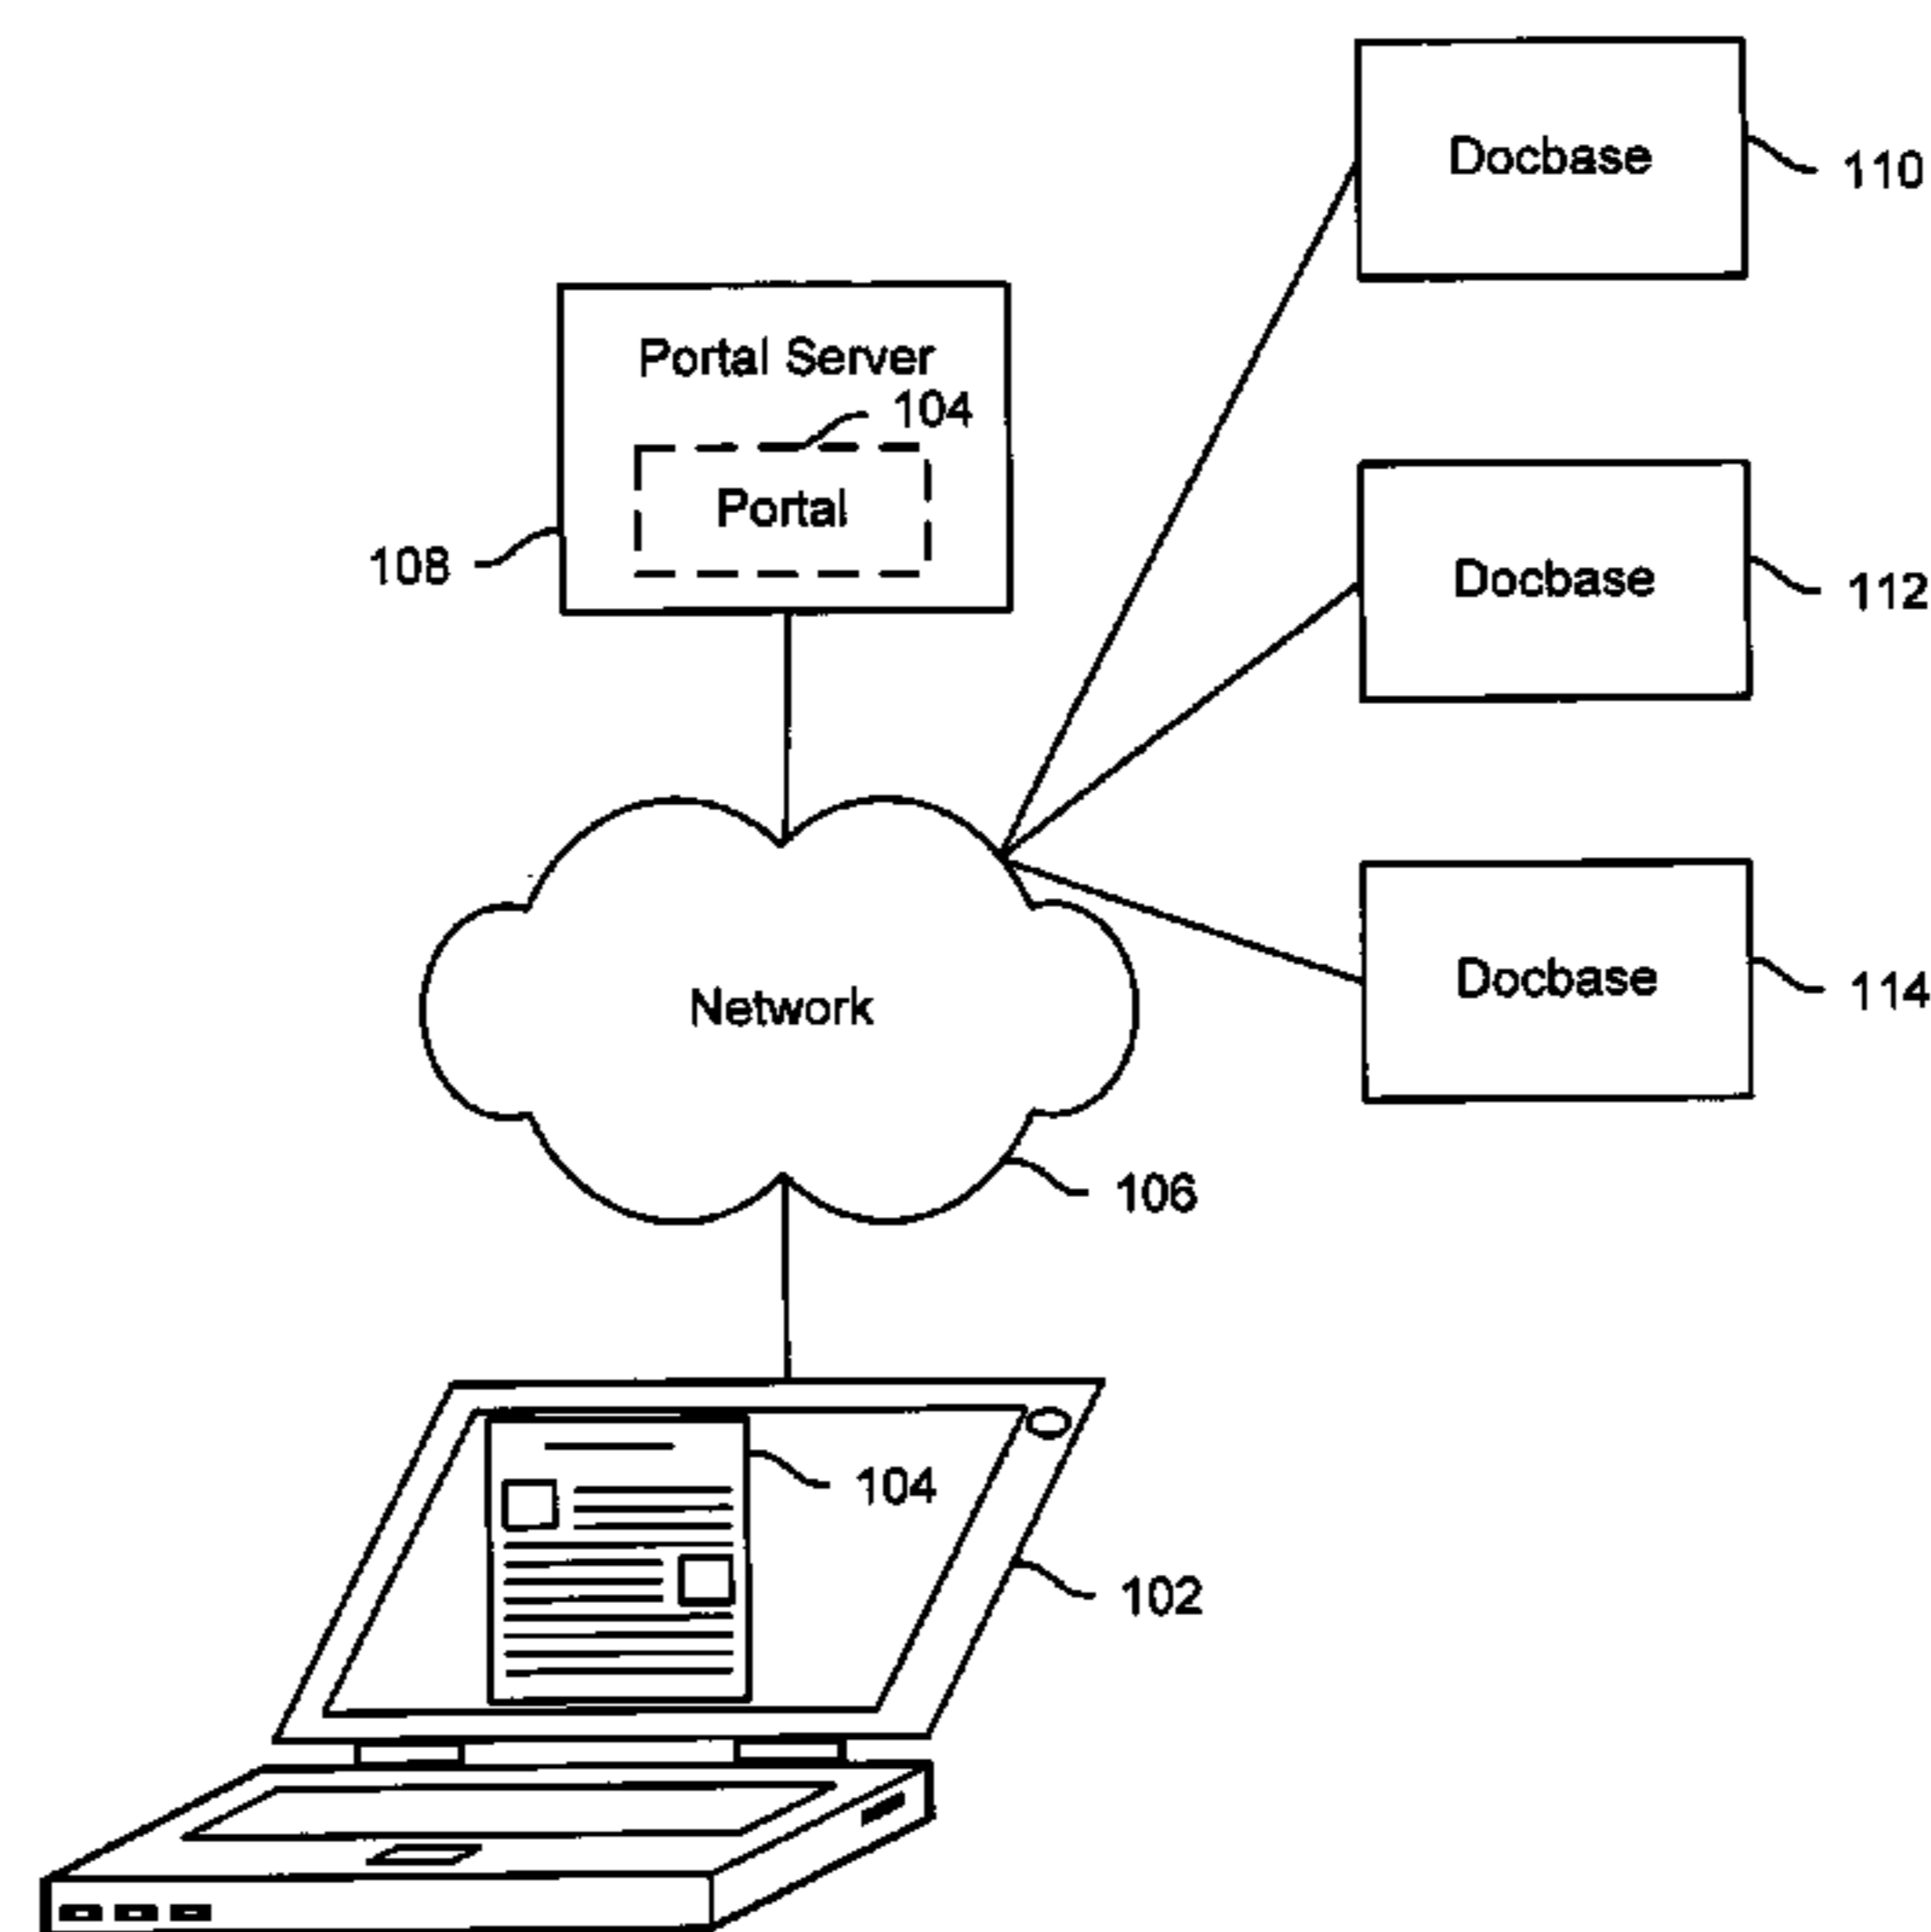 Docbase
110
Portal Server
104
Portal
108
Docbase
112
Network
Docbase
114
106
104
102